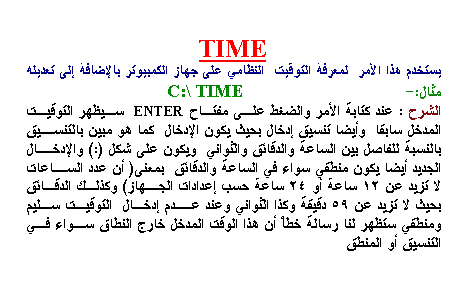 TIME
يستخدم هذا الأمر لمعرفة التوقيت النظامي على جهاز الكمبيوتر بالإضافة إلى تعديله
مثال:- C:\ TIME
الشرح : عند كتابة الأمر والضغط على مفتاح ENTER سيظهر التوقيت
المدخل سابقا وأيضا تنسيق إدخال بحيث يكون الإدخال كما هو مبين بالتنسيق
بالنسبة للفاصل بين الساعة والدقائق والثواني ويكون على شكل (:) والإدخال
الجديد أيضا يكون منطقي سواء في الساعة والدقائق بمعنى( أن عدد الساعات
لا تزيد عن ١٢ ساعة أو ٢٤ ساعة حسب إعدادات الجهاز) وكذلك الدقائق
بحيث لا تزيد عن ٥٩ دقيقة وكذا الثواني وعند عدم إدخال التوقيت سليم
ومنطقي ستظهر لنا رسالة خطأ أن هذا الوقت المدخل خارج النطاق سواء في
التنسيق أو المنطق